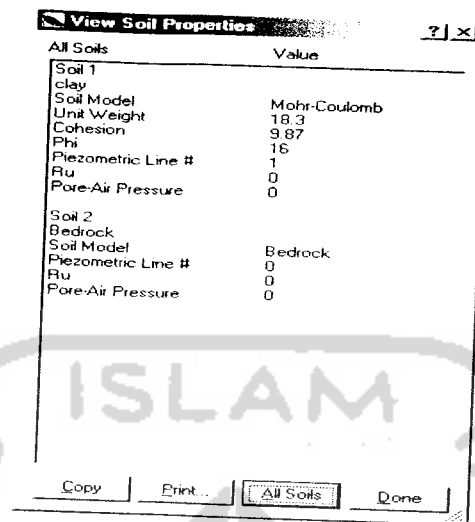 View Soil Properties ? ×
All Soils Value
Soil 1
clay
Soil Model Mohr-Coulomb
Unit Weight 18.3
Cohesion 9.87
Phi 16
Piezometric Line # 1
Ru 0
Pore-Air Pressure 0
Soil 2
Bedrock
Soil Model Bedrock
Piezometric Line # 0
Ru 0
Pore-Air Pressure 0
ISLAM
Copy Print... All Soils Done